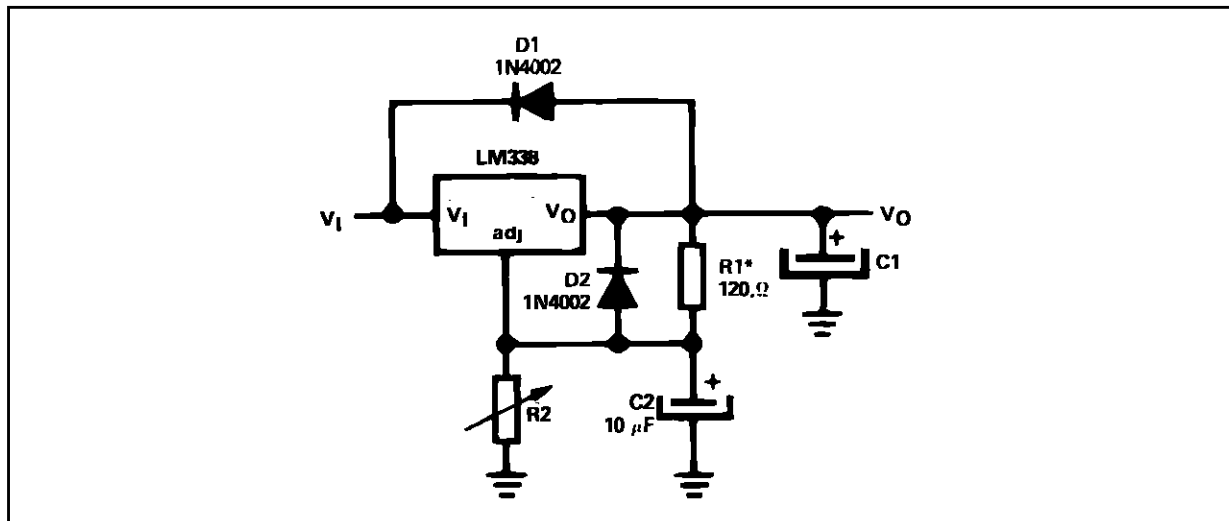 D1
1N4002
LM338
VI
VI
VO
adj
VO
D2
1N4002
R1*
120.Ω
+
C1
R2
C2
10 μF
+